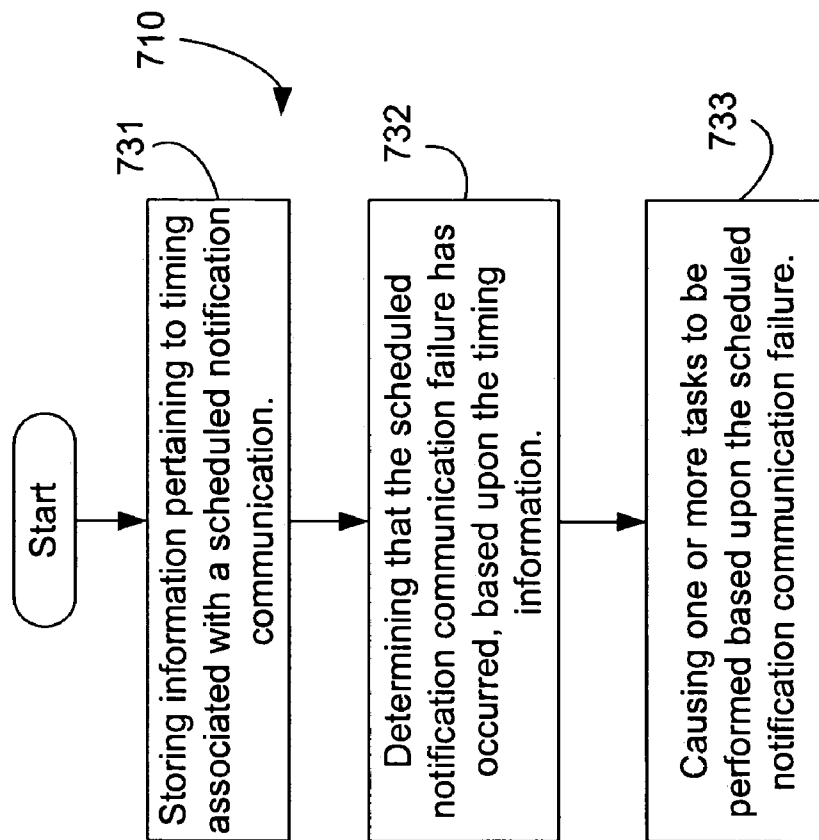 Start
710
731
Storing information pertaining to timing
associated with a scheduled notification
communication.
732
Determining that the scheduled
notification communication failure has
occurred, based upon the timing
information.
733
Causing one or more tasks to be
performed based upon the scheduled
notification communication failure.